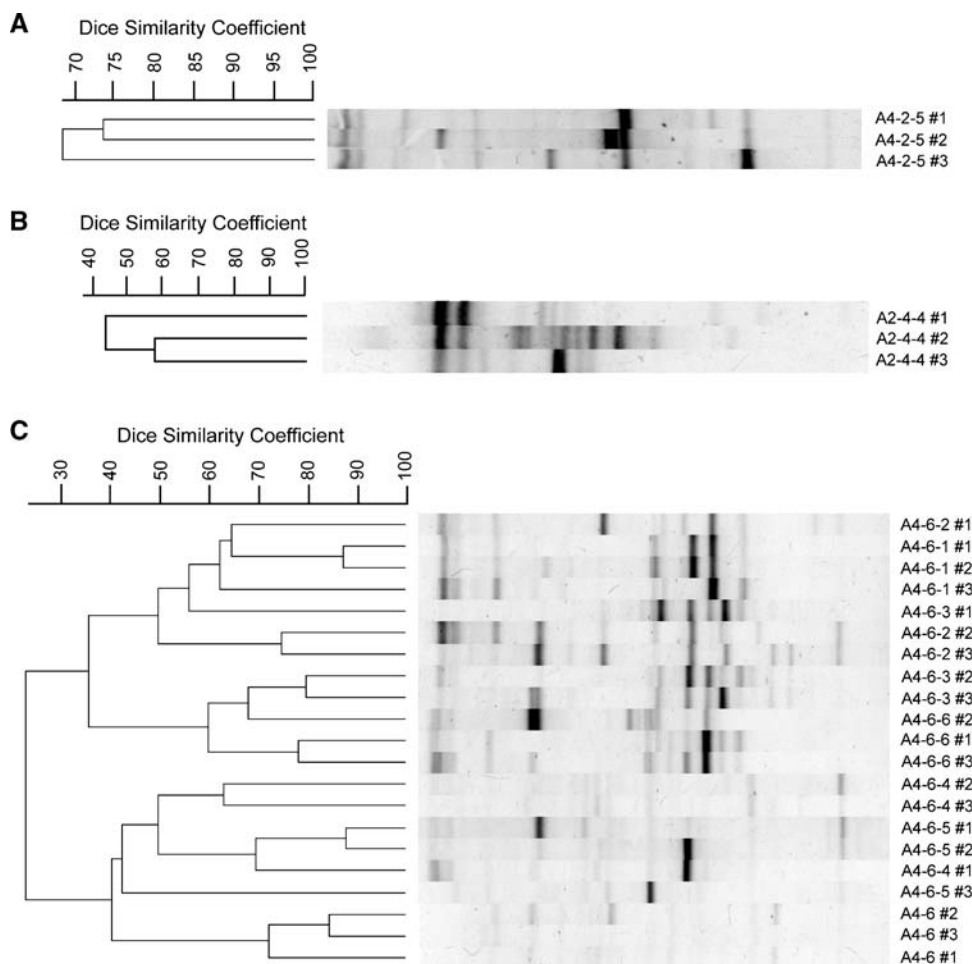 A
Dice Similarity Coefficient
70 75 80 85 90 95 100
A4-2-5 #1
A4-2-5 #2
A4-2-5 #3
B
Dice Similarity Coefficient
40 50 60 70 80 90 100
A2-4-4 #1
A2-4-4 #2
A2-4-4 #3
C
Dice Similarity Coefficient
30 40 50 60 70 80 90 100
A4-6-2 #1
A4-6-1 #1
A4-6-1 #2
A4-6-1 #3
A4-6-3 #1
A4-6-2 #2
A4-6-2 #3
A4-6-3 #2
A4-6-3 #3
A4-6-6 #2
A4-6-6 #1
A4-6-6 #3
A4-6-4 #2
A4-6-4 #3
A4-6-5 #1
A4-6-5 #2
A4-6-4 #1
A4-6-5 #3
A4-6 #2
A4-6 #3
A4-6 #1